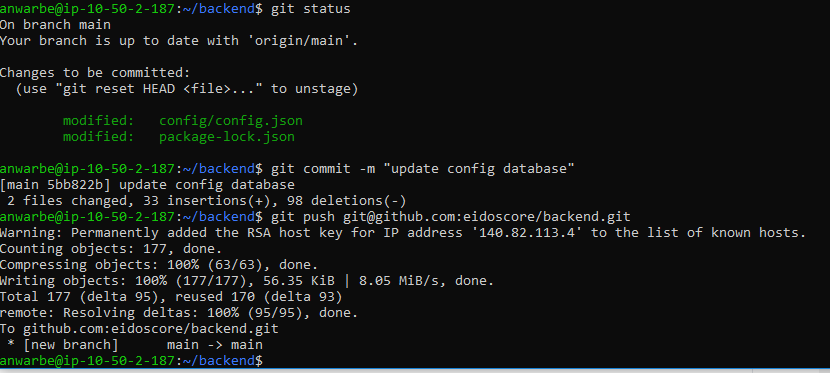 anwarbe@ip-10-50-2-187:~/backend$ git status
On branch main
Your branch is up to date with 'origin/main'.
Changes to be committed:
  (use "git reset HEAD <file>..." to unstage)
        modified:   config/config.json
        modified:   package-lock.json
anwarbe@ip-10-50-2-187:~/backend$ git commit -m "update config database"
[main 5bb822b] update config database
 2 files changed, 33 insertions(+), 98 deletions(-)
anwarbe@ip-10-50-2-187:~/backend$ git push git@github.com:eidoscore/backend.git
Warning: Permanently added the RSA host key for IP address '140.82.113.4' to the list of known hosts.
Counting objects: 177, done.
Compressing objects: 100% (63/63), done.
Writing objects: 100% (177/177), 56.35 KiB | 8.05 MiB/s, done.
Total 177 (delta 95), reused 170 (delta 93)
remote: Resolving deltas: 100% (95/95), done.
To github.com:eidoscore/backend.git
 * [new branch]      main -> main
anwarbe@ip-10-50-2-187:~/backend$